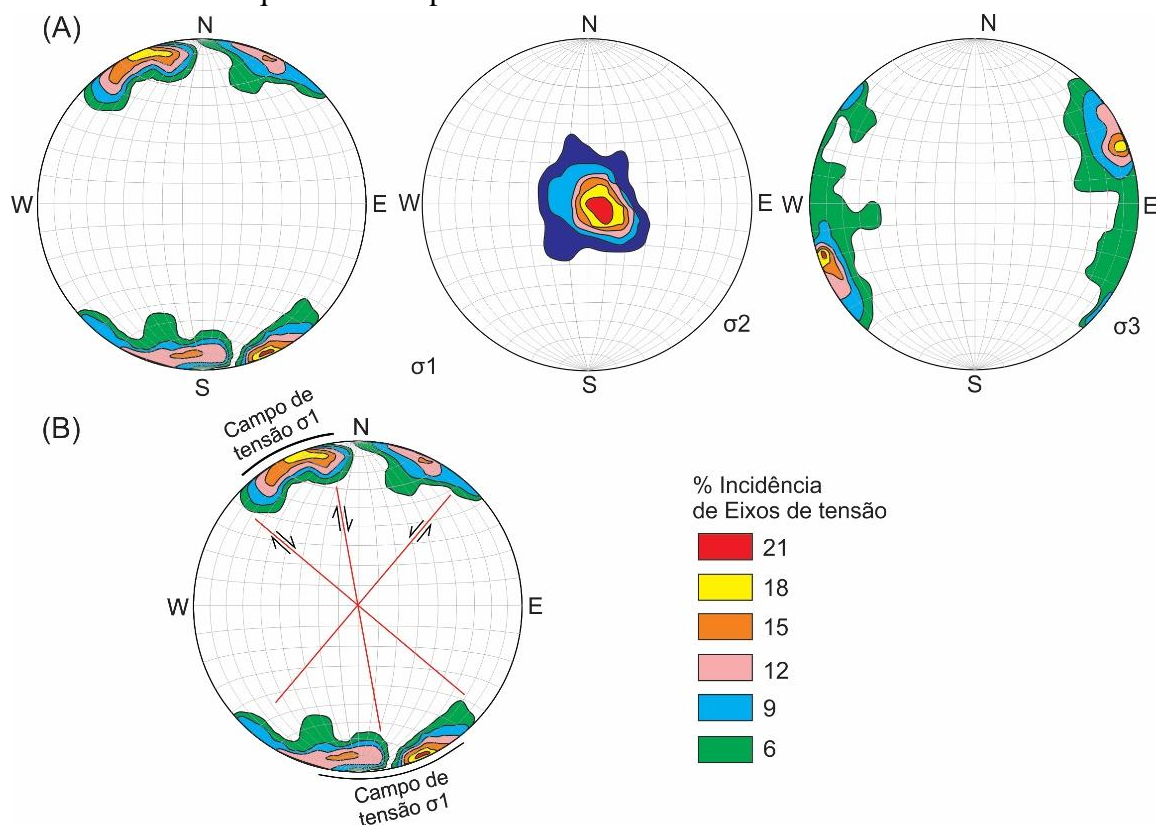 (A)
N
W
E
S
σ1
N
W
E
S
σ2
N
W
E
S
σ3
(B)
Campo de
tensão σ1
N
W
E
Campo de
tensão σ1
% Incidência
de Eixos de tensão
21
18
15
12
9
6